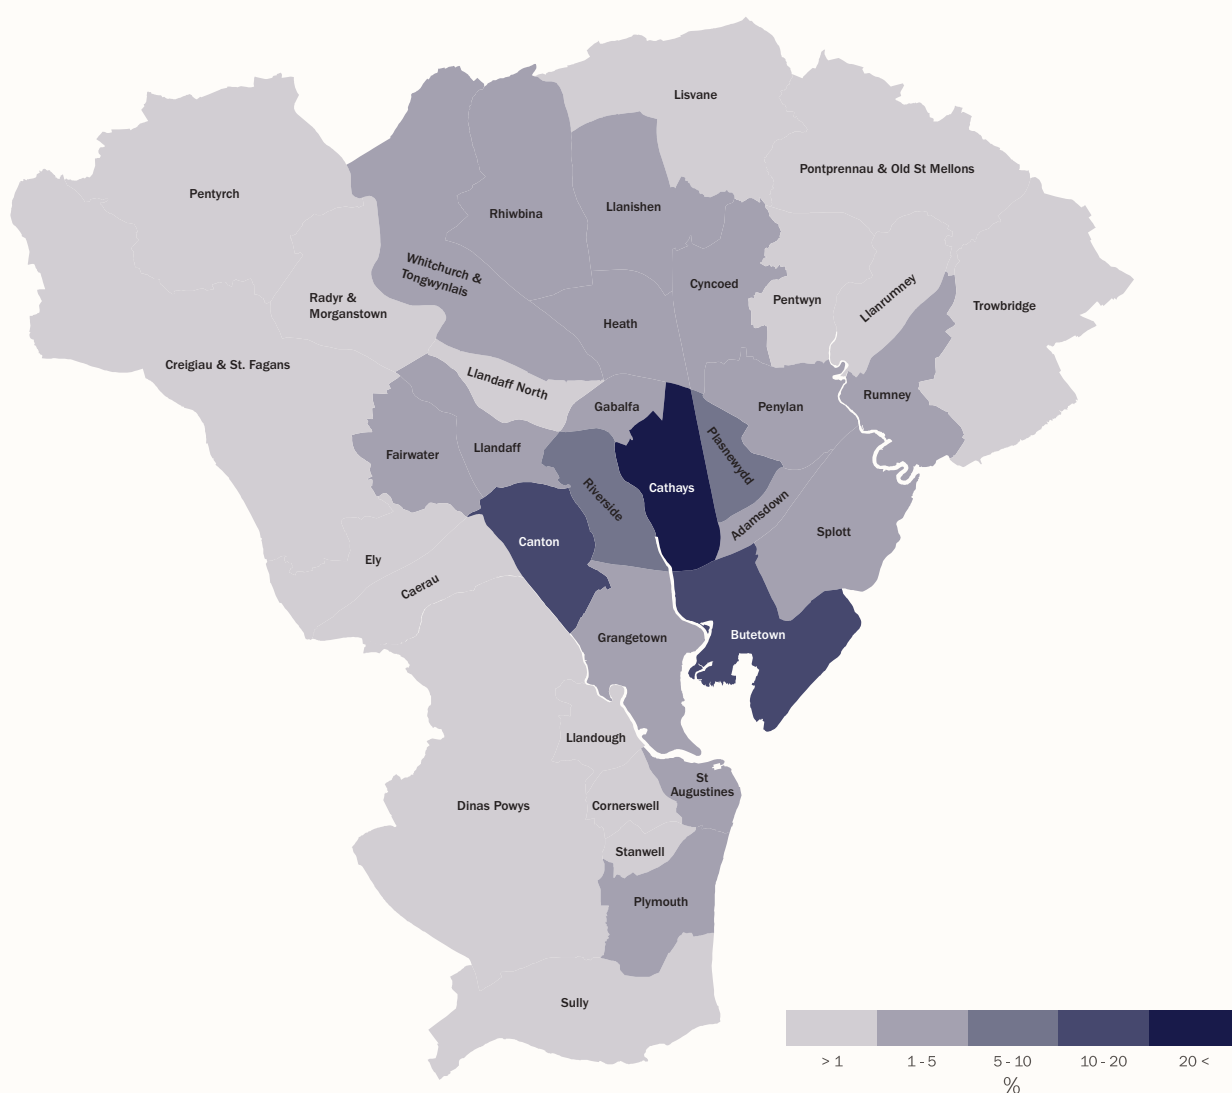 Lisvane
Pontprennau & Old St Mellons
Pentyrch
Rhiwbina
Llanishen
Whitchurch &
Tongwynlais
Cyncoed
Radyr &
Morganstown
Pentwyn
Llanrumney
Trowbridge
Heath
Creigiau & St. Fagans
Llandaff North
Gabalfa
Penylan
Rumney
Fairwater
Llandaff
Plasnewydd
Riverside
Cathays
Adamsdown
Splott
Canton
Ely
Caerau
Grangetown
Butetown
Llandough
St
Augustines
Dinas Powys
Cornerswell
Stanwell
Plymouth
Sully
> 1
1 - 5
5 - 10
10 - 20
20 <
%